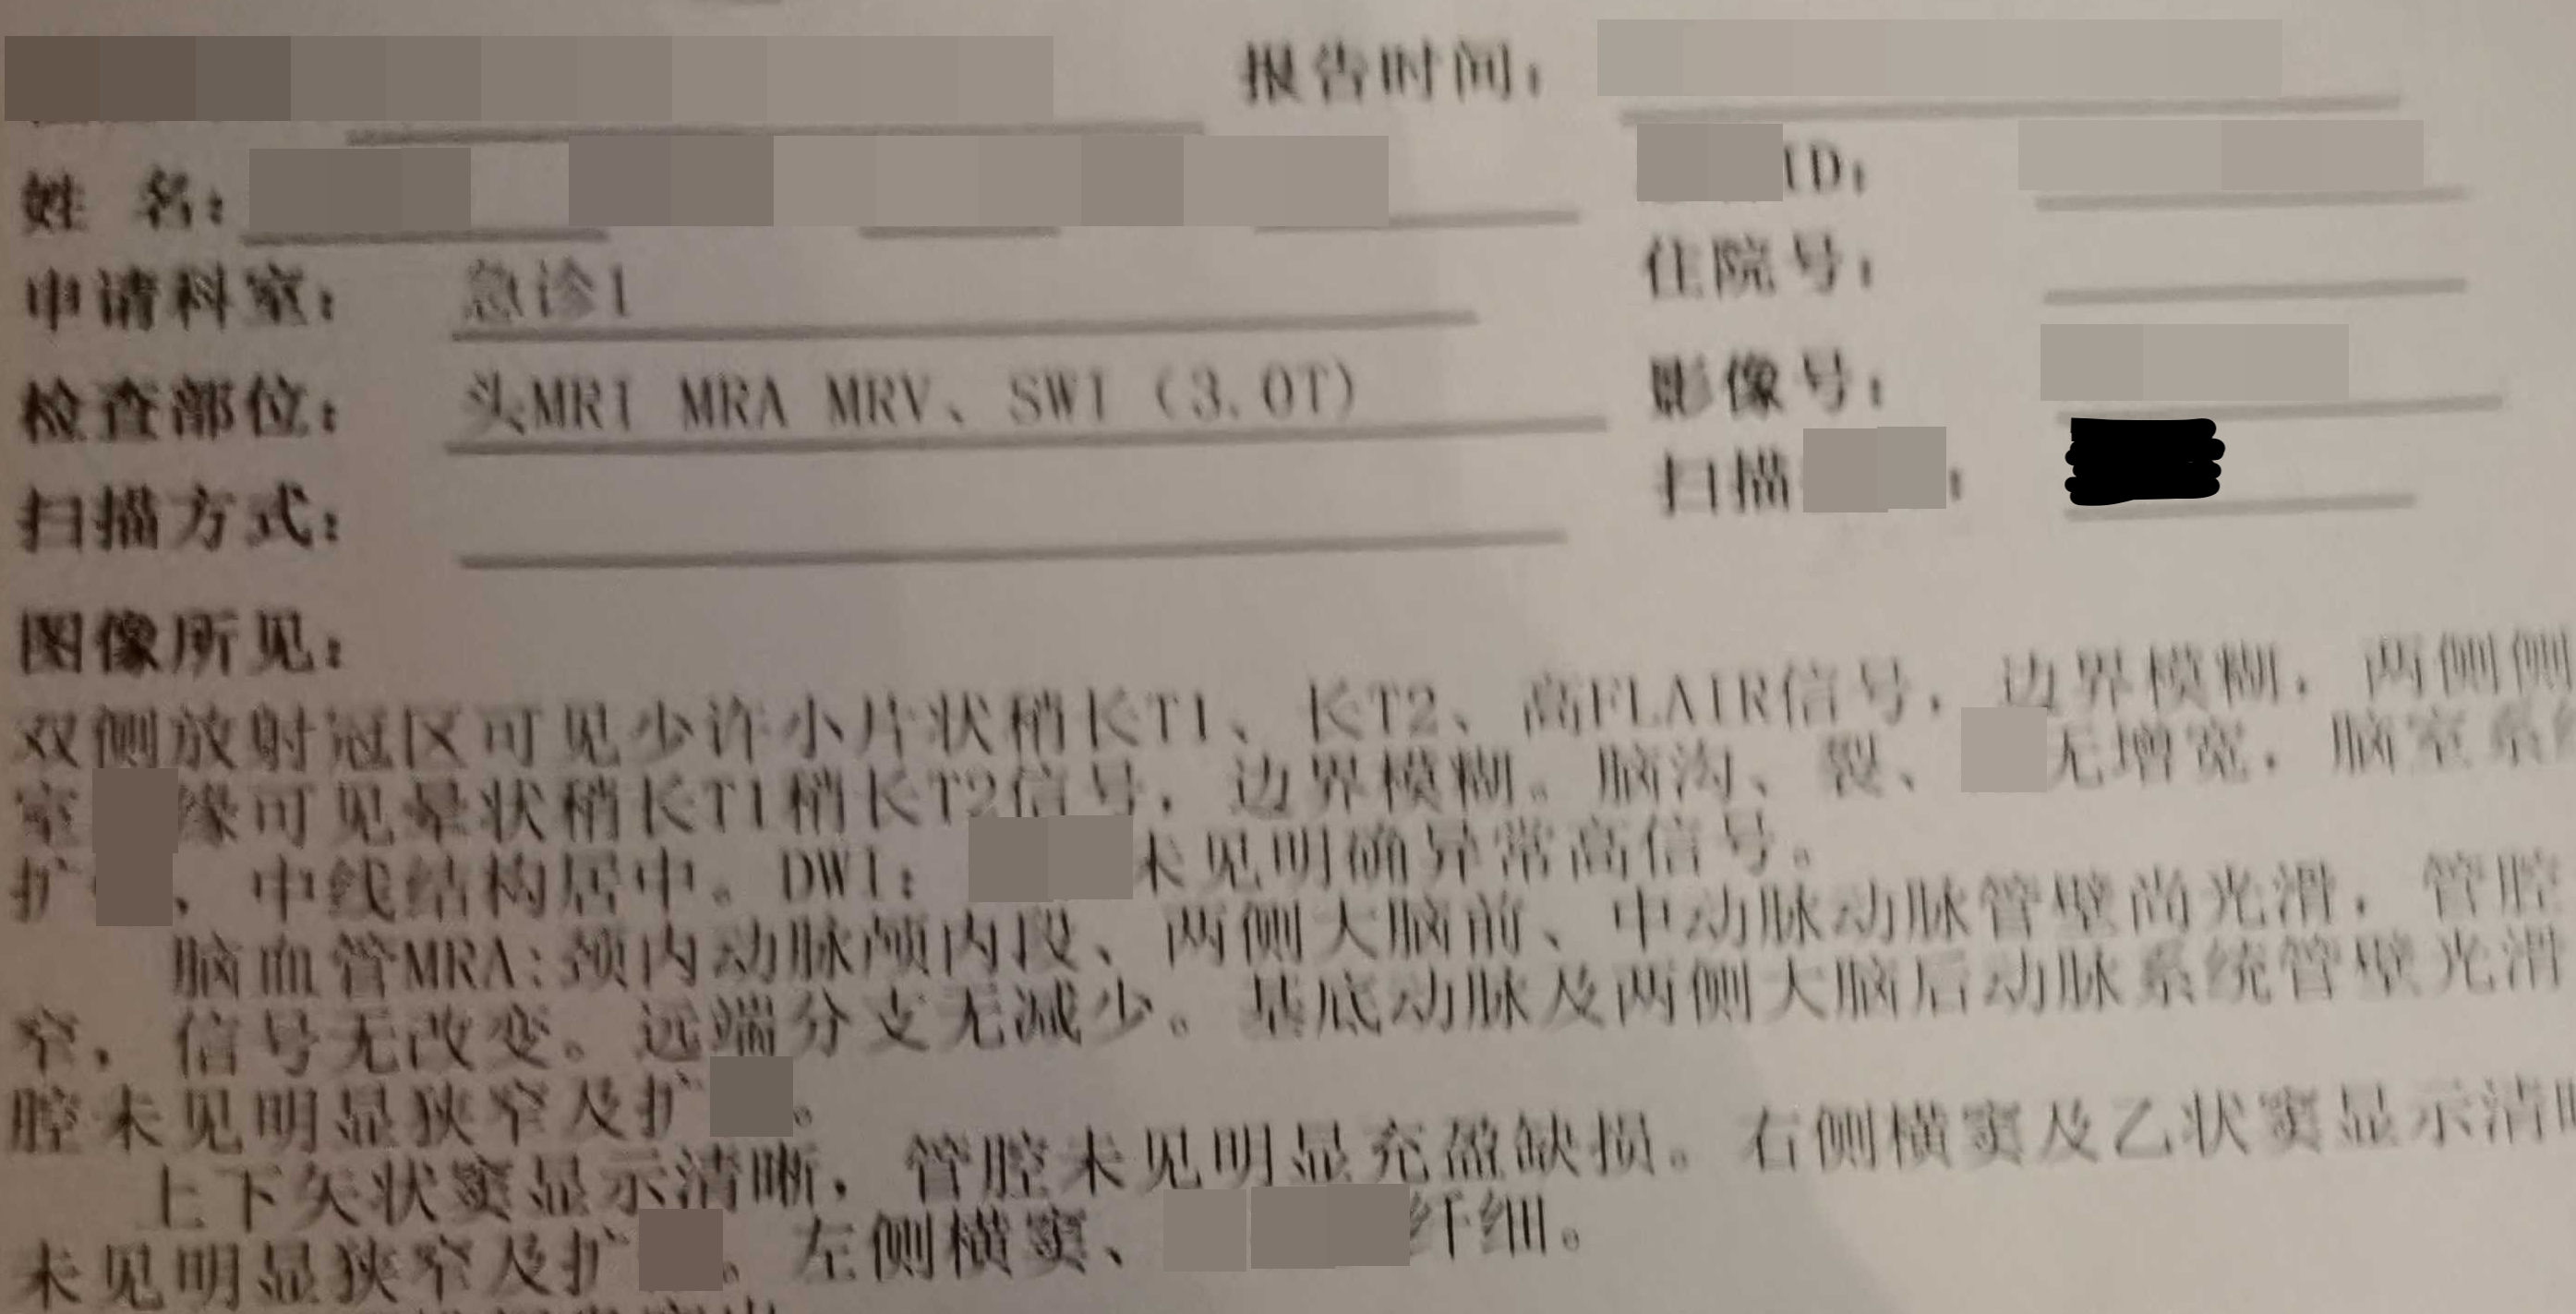 报告时间：
姓 名： ID：
申请科室： 急诊1 住院号：
检查部位： 头MRI MRA MRV、SWI（3.0T） 影像号：
扫描方式： 扫描 ：
图像所见：
双侧放射冠区可见少许小片状稍长T1、长T2、高FLAIR信号，边界模糊，两侧侧
室 缘可见晕状稍长T1稍长T2信号，边界模糊。脑沟、裂、 无增宽，脑室系
扩 ，中线结构居中。DWI： 未见明确异常高信号。
脑血管MRA:颈内动脉颅内段、两侧大脑前、中动脉动脉管壁尚光滑，管腔
窄，信号无改变。远端分支无减少。基底动脉及两侧大脑后动脉系统管壁光滑
腔未见明显狭窄及扩 。
上下矢状窦显示清晰，管腔未见明显充盈缺损。右侧横窦及乙状窦显示清
未见明显狭窄及扩 。左侧横窦、 纤细。